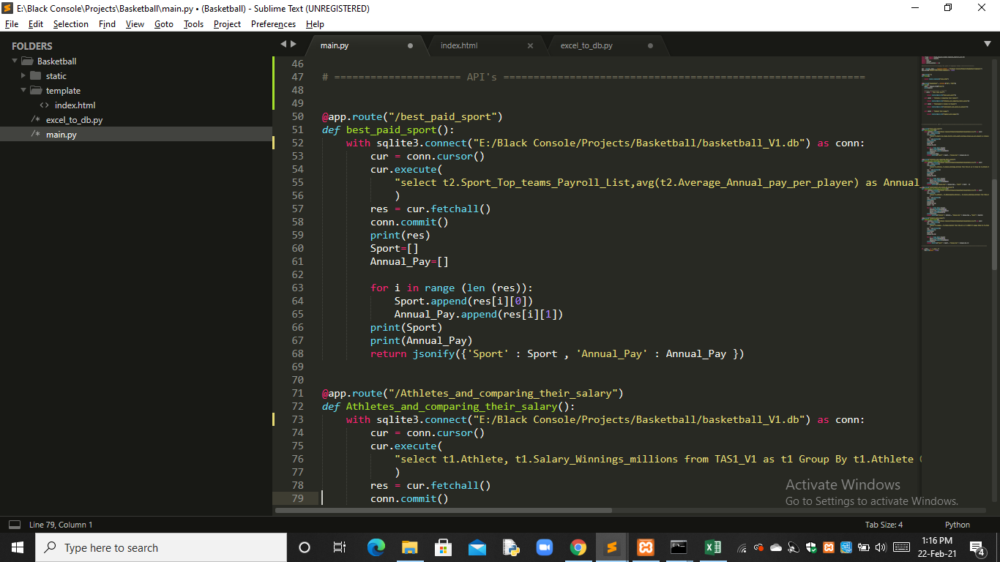 E:\Black Console\Projects\Basketball\main.py • (Basketball) - Sublime Text (UNREGISTERED)
File Edit Selection Find View Goto Tools Project Preferences Help
FOLDERS
Basketball
static
template
<> index.html
/* excel_to_db.py
/* main.py
main.py index.html excel_to_db.py
46
47 # ===================== API's ============================================================
48
49
50 @app.route("/best_paid_sport")
51 def best_paid_sport():
52 with sqlite3.connect("E:/Black Console/Projects/Basketball/basketball_V1.db") as conn:
53 cur = conn.cursor()
54 cur.execute(
55 "select t2.Sport_Top_teams_Payroll_List,avg(t2.Average_Annual_pay_per_player) as Annual
56 )
57 res = cur.fetchall()
58 conn.commit()
59 print(res)
60 Sport=[]
61 Annual_Pay=[]
62
63 for i in range (len (res)):
64 Sport.append(res[i][0])
65 Annual_Pay.append(res[i][1])
66 print(Sport)
67 print(Annual_Pay)
68 return jsonify({'Sport' : Sport , 'Annual_Pay' : Annual_Pay })
69
70
71 @app.route("/Athletes_and_comparing_their_salary")
72 def Athletes_and_comparing_their_salary():
73 with sqlite3.connect("E:/Black Console/Projects/Basketball/basketball_V1.db") as conn:
74 cur = conn.cursor()
75 cur.execute(
76 "select t1.Athlete, t1.Salary_Winnings_millions from TAS1_V1 as t1 Group By t1.Athlete
77 )
78 res = cur.fetchall()
79 conn.commit()
Activate Windows
Go to Settings to activate Windows.
Line 79, Column 1 Tab Size: 4 Python
Type here to search
1:16 PM
22-Feb-21
4